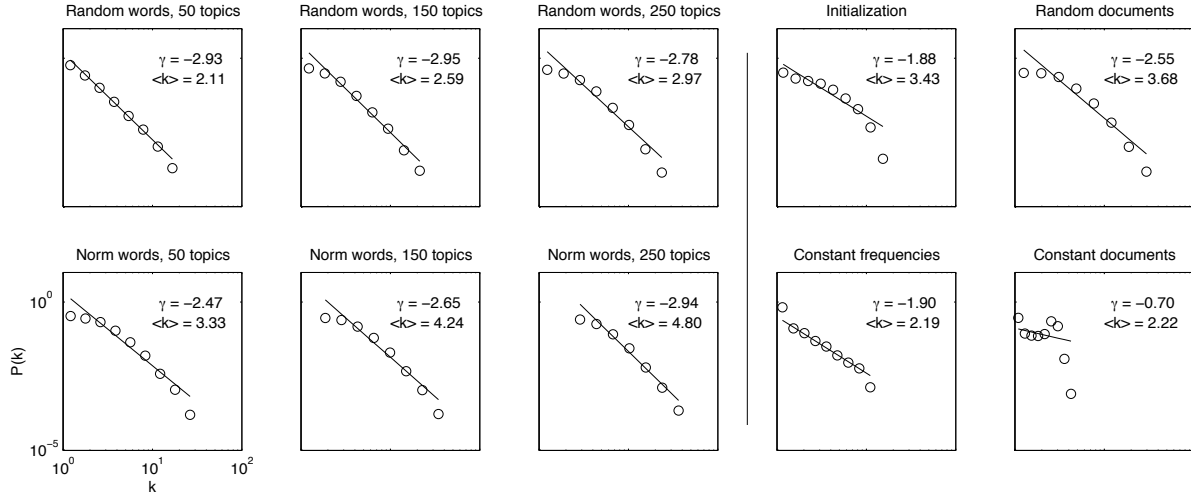 Random words, 50 topics
γ = −2.93
<k> = 2.11
Random words, 150 topics
γ = −2.95
<k> = 2.59
Random words, 250 topics
γ = −2.78
<k> = 2.97
Initialization
γ = −1.88
<k> = 3.43
Random documents
γ = −2.55
<k> = 3.68
Norm words, 50 topics
γ = −2.47
<k> = 3.33
10^0
P(k)
10^-5
10^0 10^1 10^2
k
Norm words, 150 topics
γ = −2.65
<k> = 4.24
Norm words, 250 topics
γ = −2.94
<k> = 4.80
Constant frequencies
γ = −1.90
<k> = 2.19
Constant documents
γ = −0.70
<k> = 2.22